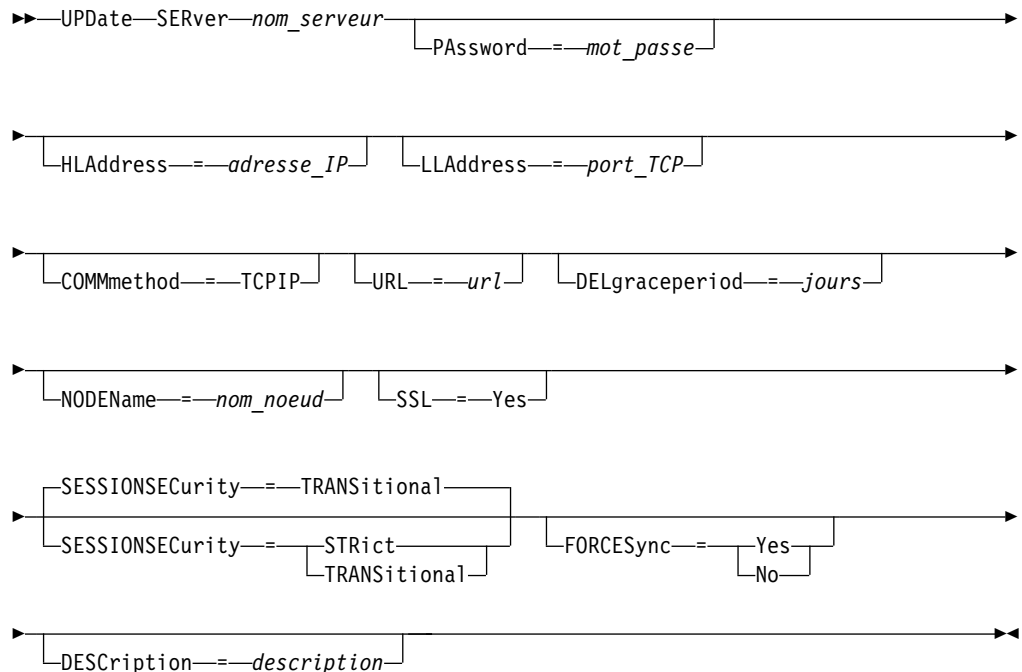 UPDate SERver nom_serveur
PAssword = mot_passe
HLAddress = adresse_IP LLAddress = port_TCP
COMMmethod = TCPIP URL = url DELgraceperiod = jours
NODEName = nom_noeud SSL = Yes
SESSIONSECurity = TRANSitional
SESSIONSECurity = STRict FORCESync = Yes
TRANSitional No
DESCription = description